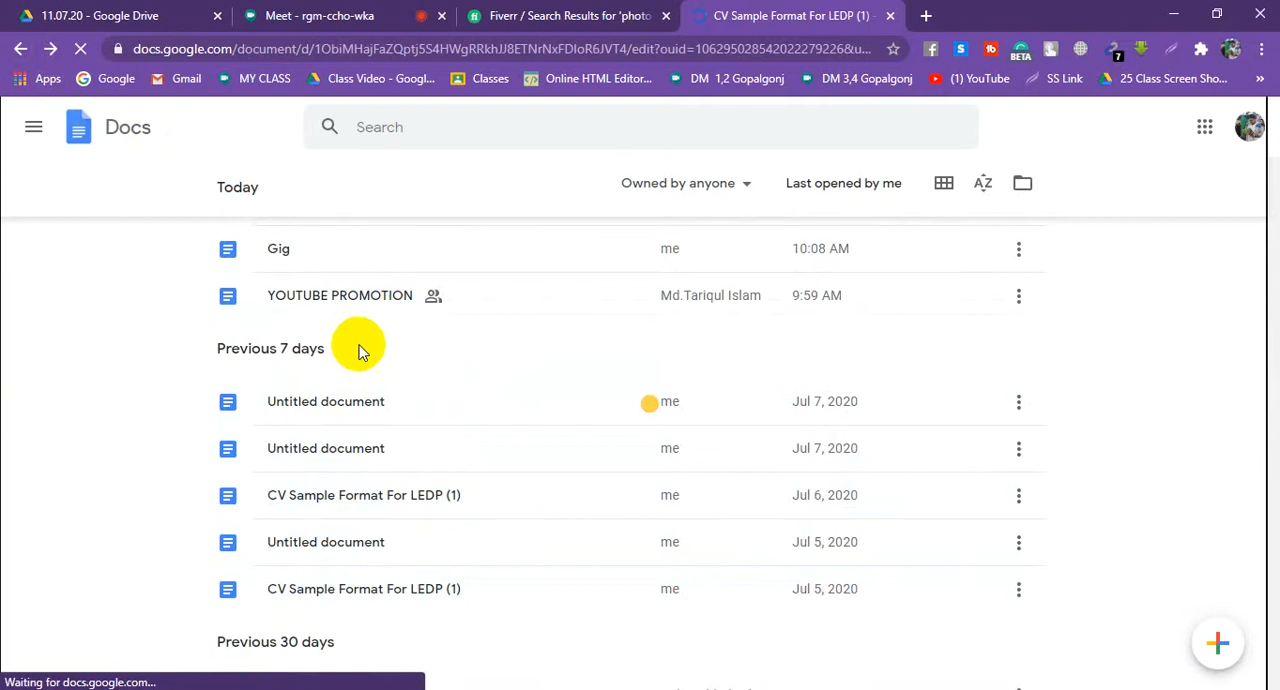 11.07.20 - Google Drive
Meet - rgm-ccho-wka
Fiverr / Search Results for 'photo
CV Sample Format For LEDP (1) -
docs.google.com/document/d/1ObiMHajFaZQptj5S4HWgRRkhJJ8ETNrNxFDIoR6JVT4/edit?ouid=106295028542022279226&u...
BETA
7
Apps
Google
Gmail
MY CLASS
Class Video - Googl...
Classes
Online HTML Editor...
DM 1,2 Gopalgonj
DM 3,4 Gopalgonj
(1) YouTube
SS Link
25 Class Screen Sho...
Docs
Search
Today
Owned by anyone
Last opened by me
AZ
Gig me 10:08 AM
YOUTUBE PROMOTION Md.Tariqul Islam 9:59 AM
Previous 7 days
Untitled document me Jul 7, 2020
Untitled document me Jul 7, 2020
CV Sample Format For LEDP (1) me Jul 6, 2020
Untitled document me Jul 5, 2020
CV Sample Format For LEDP (1) me Jul 5, 2020
Previous 30 days
Waiting for docs.google.com...